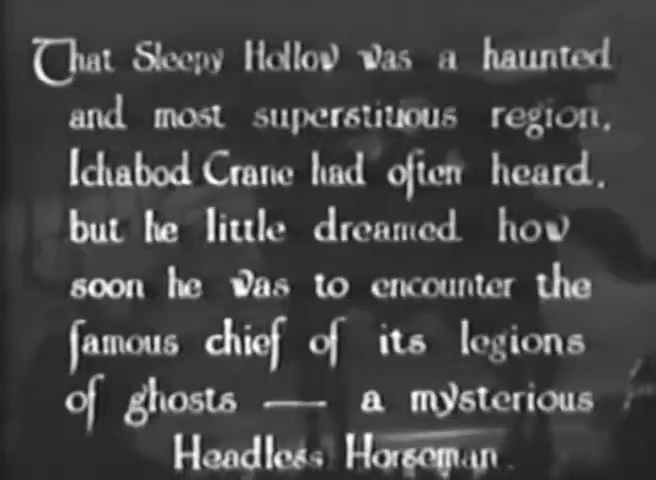 That Sleepy Hollow was a haunted
and most superstitious region,
Ichabod Crane had often heard,
but he little dreamed how
soon he was to encounter the
famous chief of its legions
of ghosts — a mysterious
Headless Horseman.